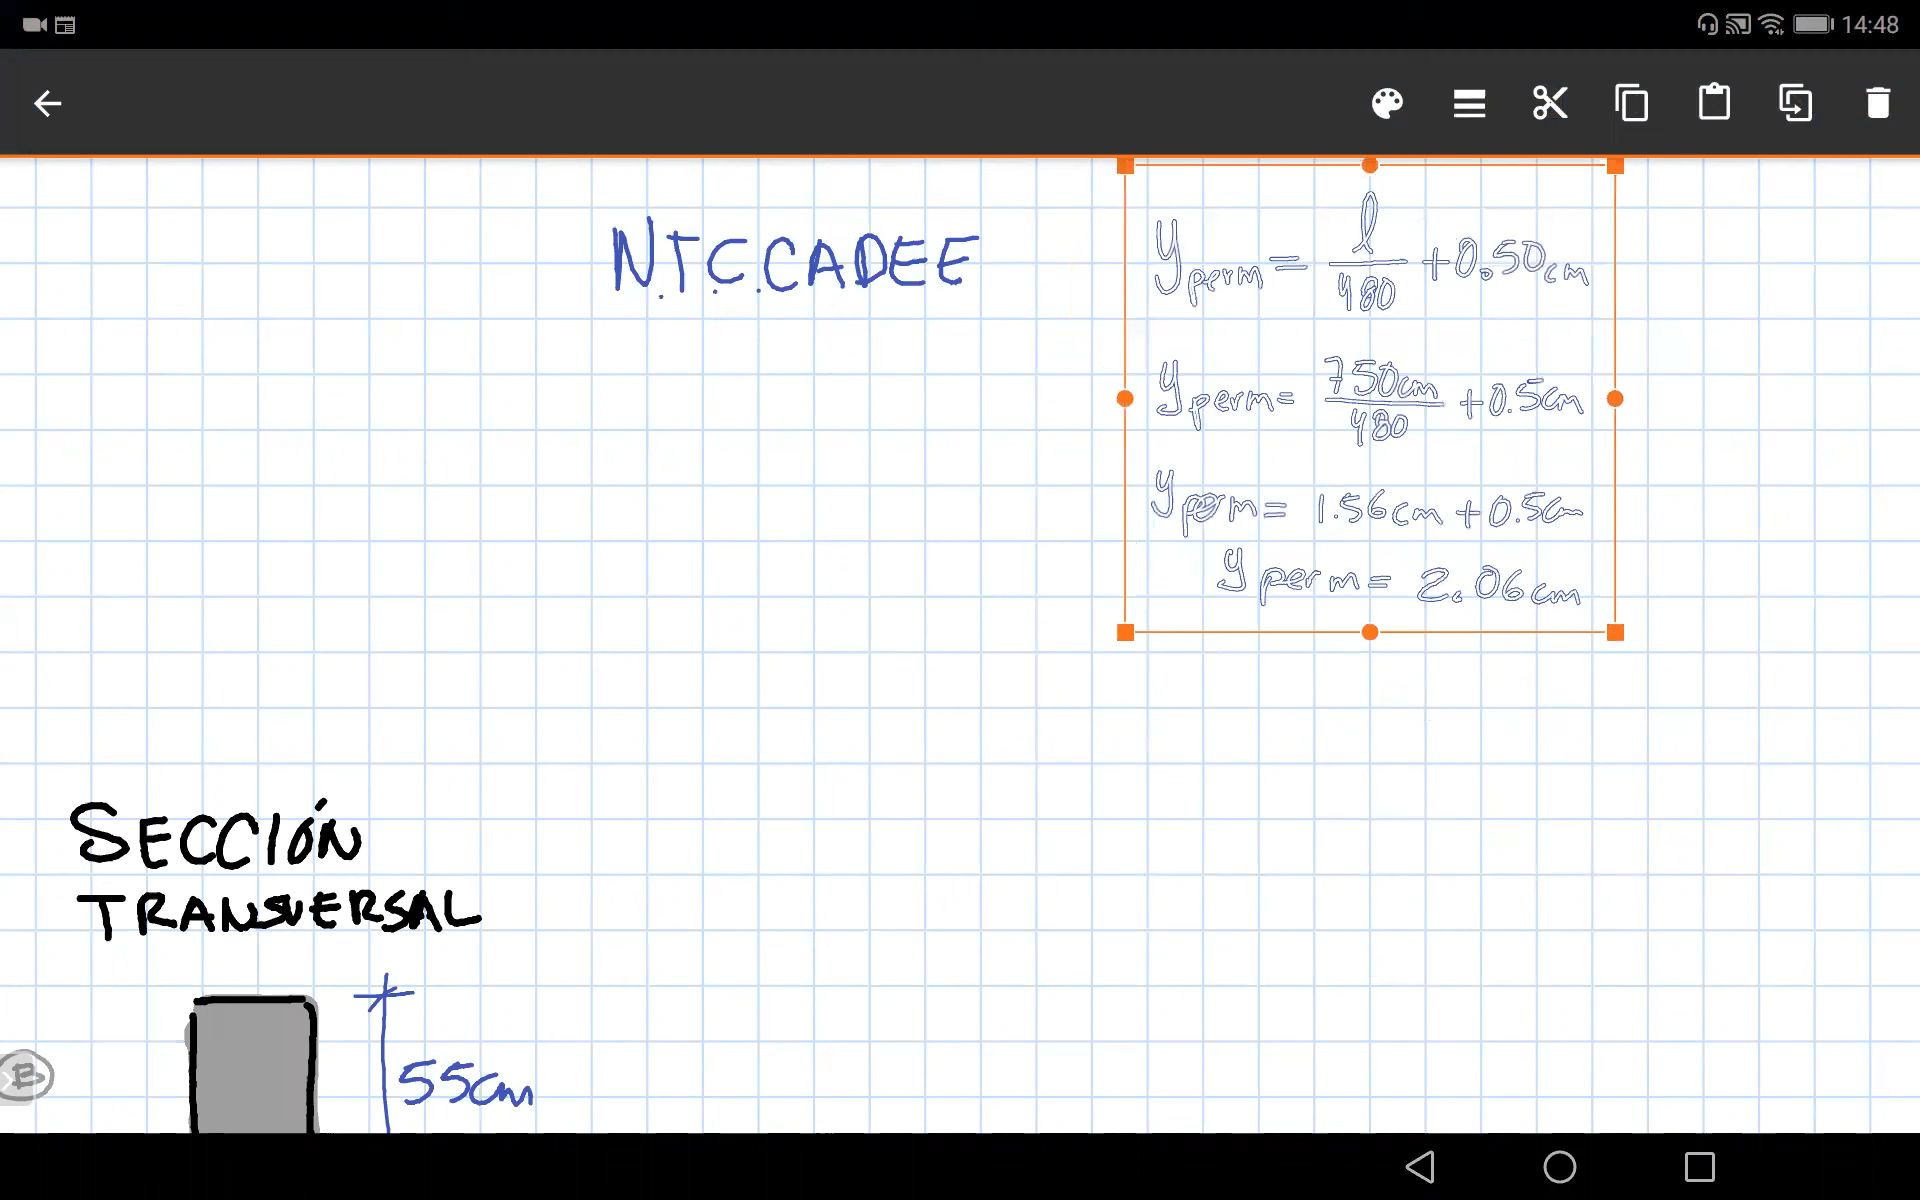 14:48
N.T.C.CADEE
y perm = l/480 + 0.50cm
y perm = 750cm/480 + 0.5cm
y perm = 1.56cm + 0.5cm
y perm = 2.06cm
SECCIÓN
TRANSVERSAL
55cm
B